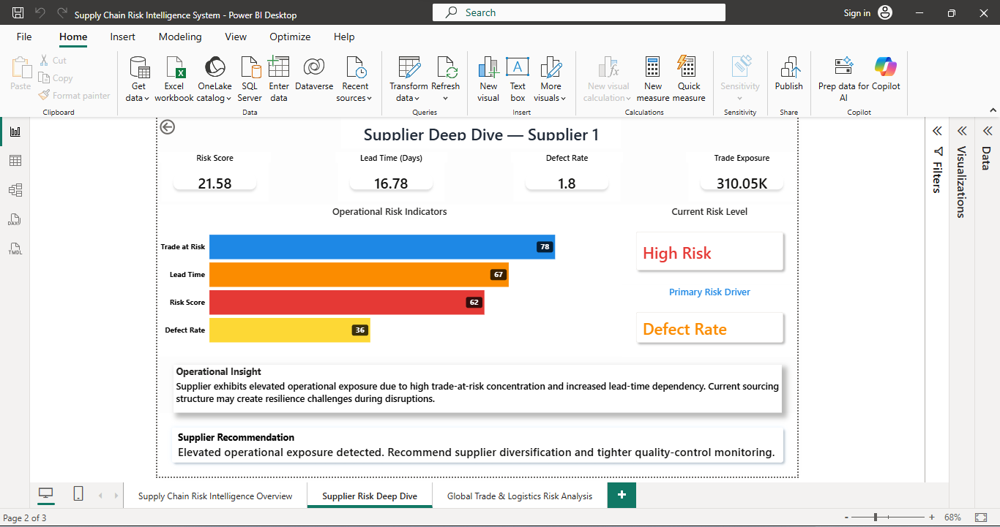 Supply Chain Risk Intelligence System - Power BI Desktop
Search
Sign in
File Home Insert Modeling View Optimize Help
Paste
Cut
Copy
Format painter
Clipboard
Get data
Excel workbook
OneLake catalog
SQL Server
Enter data
Dataverse
Recent sources
Data
Transform data
Refresh
Queries
New visual
Text box
More visuals
Insert
New visual calculation
New measure
Quick measure
Calculations
Sensitivity
Sensitivity
Publish
Share
Prep data for AI
Copilot
Copilot
DAX
TMDL
Supplier Deep Dive — Supplier 1
Risk Score
21.58
Lead Time (Days)
16.78
Defect Rate
1.8
Trade Exposure
310.05K
Operational Risk Indicators
Trade at Risk 78
Lead Time 67
Risk Score 62
Defect Rate 36
Current Risk Level
High Risk
Primary Risk Driver
Defect Rate
Operational Insight
Supplier exhibits elevated operational exposure due to high trade-at-risk concentration and increased lead-time dependency. Current sourcing
structure may create resilience challenges during disruptions.
Supplier Recommendation
Elevated operational exposure detected. Recommend supplier diversification and tighter quality-control monitoring.
Filters
Visualizations
Data
Supply Chain Risk Intelligence Overview
Supplier Risk Deep Dive
Global Trade & Logistics Risk Analysis
+
Page 2 of 3
- + 68%